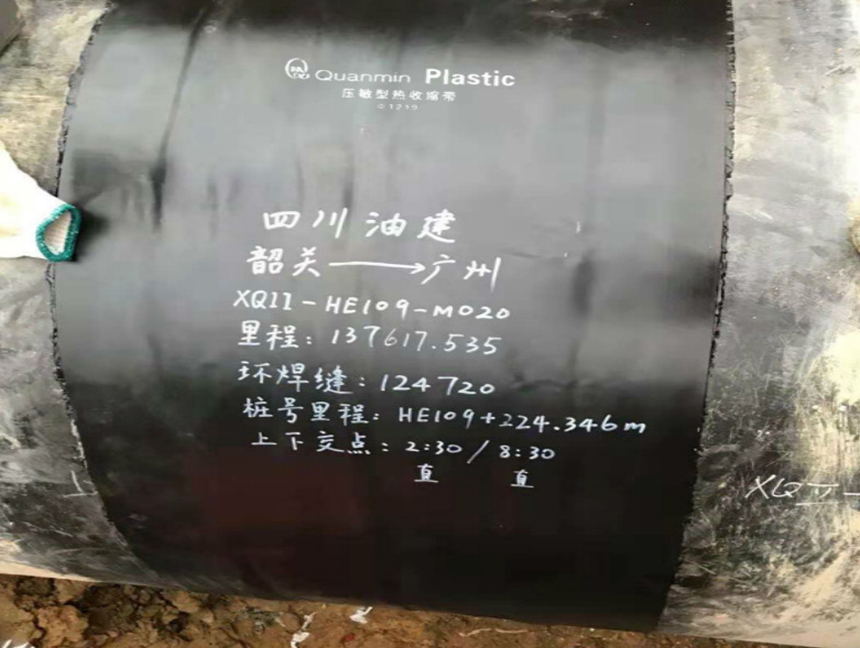 Quanmin Plastic
压敏型热收缩带
Φ1219
四川油建
韶关→广州
XQII-HE109-M020
里程：137617.535
环焊缝：124720
桩号里程：HE109+224.346m
上下交点：2:30/8:30
直 直
XQII-